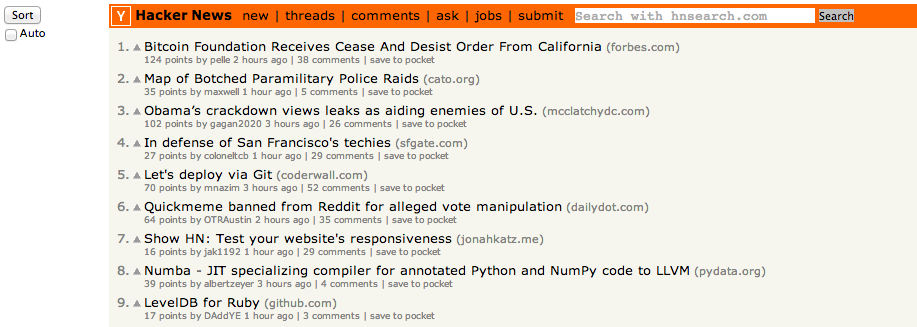 Sort
Auto
Y Hacker News new | threads | comments | ask | jobs | submit Search with hnsearch.com Search
1. Bitcoin Foundation Receives Cease And Desist Order From California (forbes.com)
124 points by pelle 2 hours ago | 38 comments | save to pocket
2. Map of Botched Paramilitary Police Raids (cato.org)
35 points by maxwell 1 hour ago | 5 comments | save to pocket
3. Obama’s crackdown views leaks as aiding enemies of U.S. (mcclatchydc.com)
102 points by gagan2020 3 hours ago | 26 comments | save to pocket
4. In defense of San Francisco's techies (sfgate.com)
27 points by coloneltcb 1 hour ago | 29 comments | save to pocket
5. Let's deploy via Git (coderwall.com)
70 points by mnazim 3 hours ago | 52 comments | save to pocket
6. Quickmeme banned from Reddit for alleged vote manipulation (dailydot.com)
64 points by OTRAustin 2 hours ago | 35 comments | save to pocket
7. Show HN: Test your website's responsiveness (jonahkatz.me)
16 points by jak1192 1 hour ago | 29 comments | save to pocket
8. Numba - JIT specializing compiler for annotated Python and NumPy code to LLVM (pydata.org)
39 points by albertzeyer 3 hours ago | 4 comments | save to pocket
9. LevelDB for Ruby (github.com)
17 points by DAddYE 1 hour ago | 3 comments | save to pocket